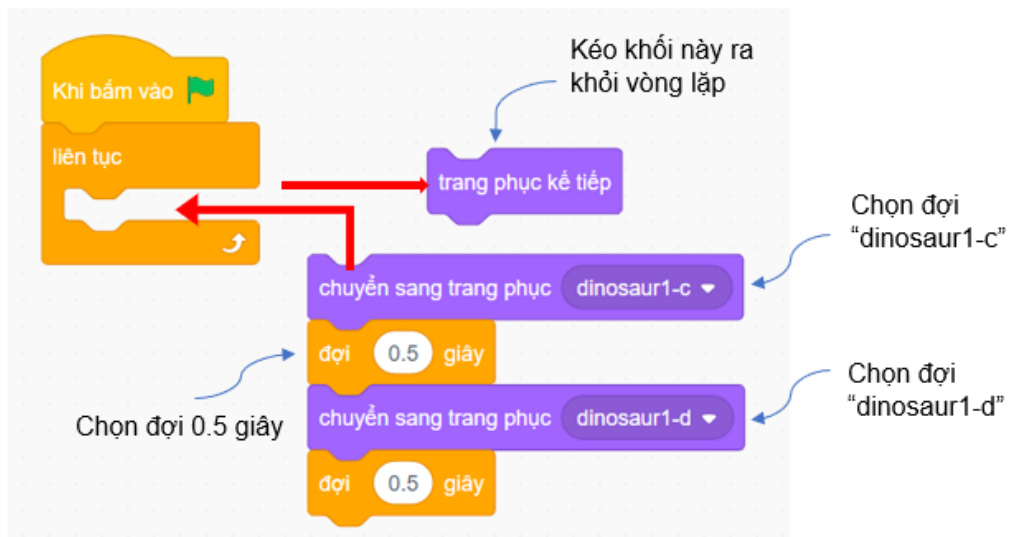 Kéo khối này ra
khỏi vòng lặp
Khi bấm vào
liên tục
trang phục kế tiếp
Chọn đợi
“dinosaur1-c”
chuyển sang trang phục dinosaur1-c
đợi 0.5 giây
Chọn đợi
“dinosaur1-d”
Chọn đợi 0.5 giây
chuyển sang trang phục dinosaur1-d
đợi 0.5 giây